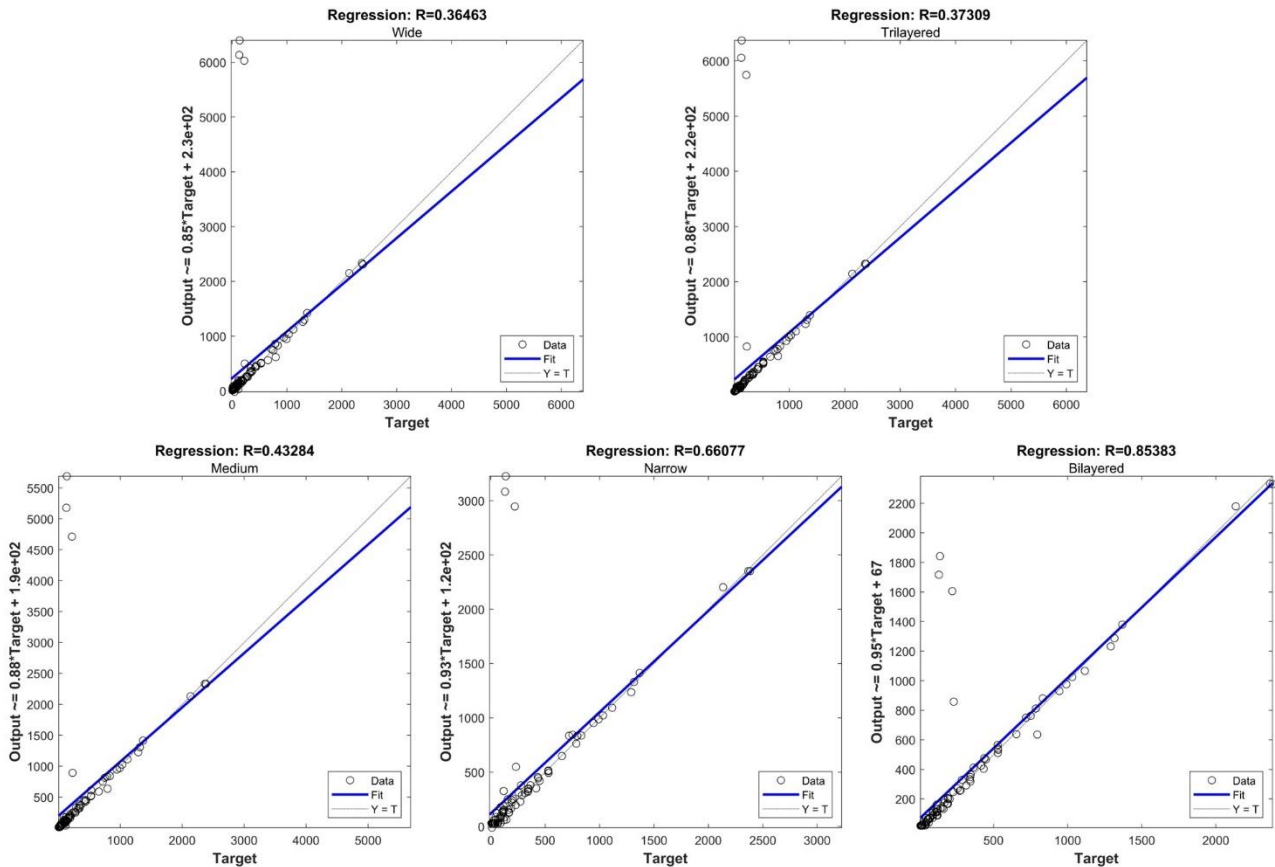 Regression: R=0.36463
Wide
Output ~= 0.85*Target + 2.3e+02
6000
5000
4000
3000
2000
1000
0
0 1000 2000 3000 4000 5000 6000
Target
Data
Fit
Y = T
Regression: R=0.37309
Trilayered
Output ~= 0.86*Target + 2.2e+02
6000
5000
4000
3000
2000
1000
0
1000 2000 3000 4000 5000 6000
Target
Data
Fit
Y = T
Regression: R=0.43284
Medium
Output ~= 0.88*Target + 1.9e+02
5500
5000
4500
4000
3500
3000
2500
2000
1500
1000
500
1000 2000 3000 4000 5000
Target
Data
Fit
Y = T
Regression: R=0.66077
Narrow
Output ~= 0.93*Target + 1.2e+02
3000
2500
2000
1500
1000
500
0
0 500 1000 1500 2000 2500 3000
Target
Data
Fit
Y = T
Regression: R=0.85383
Bilayered
Output ~= 0.95*Target + 67
2200
2000
1800
1600
1400
1200
1000
800
600
400
200
500 1000 1500 2000
Target
Data
Fit
Y = T